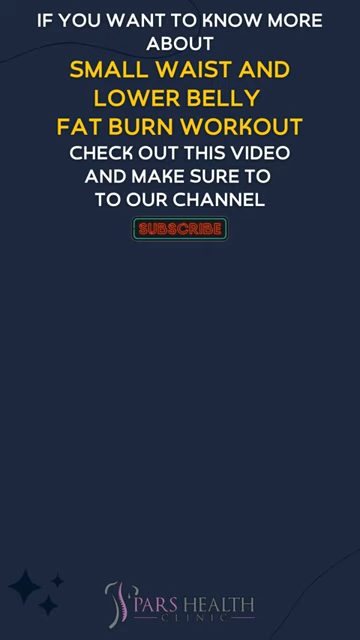 IF YOU WANT TO KNOW MORE
ABOUT
SMALL WAIST AND
LOWER BELLY
FAT BURN WORKOUT
CHECK OUT THIS VIDEO
AND MAKE SURE TO
TO OUR CHANNEL
SUBSCRIBE
PARS HEALTH
CLINIC